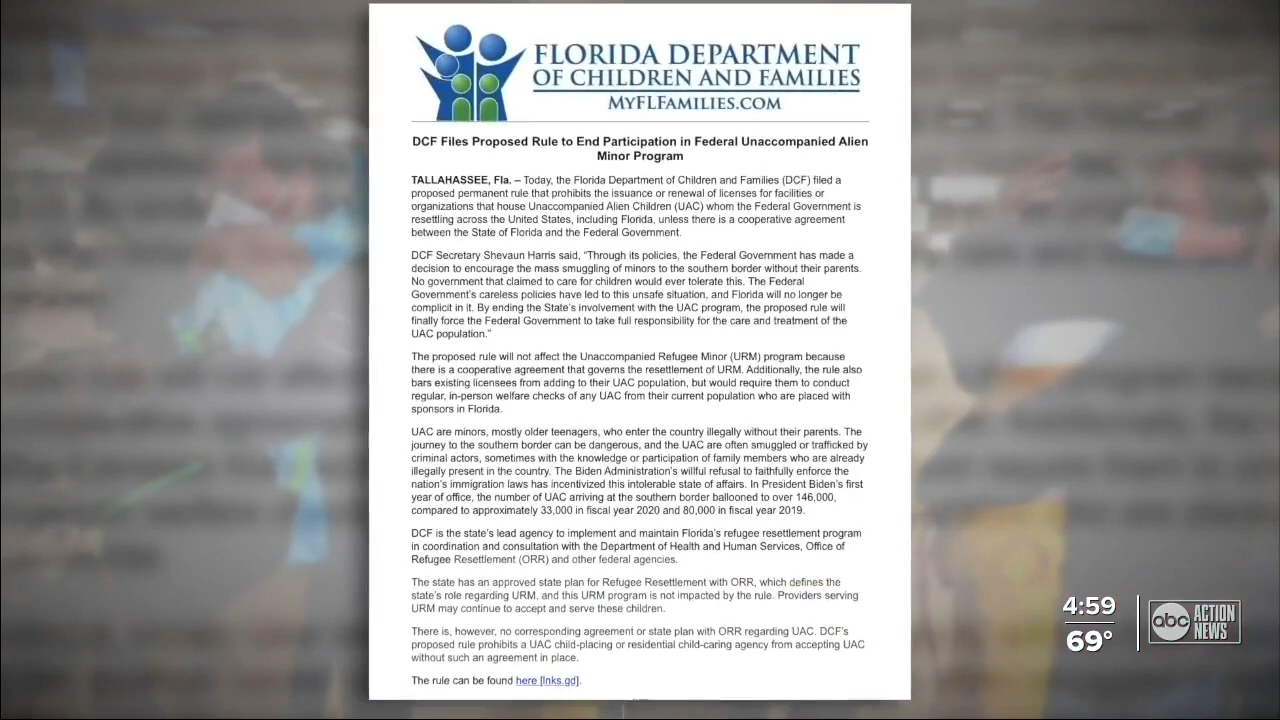 FLORIDA DEPARTMENT
OF CHILDREN AND FAMILIES
MYFLFAMILIES.COM
DCF Files Proposed Rule to End Participation in Federal Unaccompanied Alien
Minor Program
TALLAHASSEE, Fla. – Today, the Florida Department of Children and Families (DCF) filed a
proposed permanent rule that prohibits the issuance or renewal of licenses for facilities or
organizations that house Unaccompanied Alien Children (UAC) whom the Federal Government is
resettling across the United States, including Florida, unless there is a cooperative agreement
between the State of Florida and the Federal Government.
DCF Secretary Shevaun Harris said, “Through its policies, the Federal Government has made a
decision to encourage the mass smuggling of minors to the southern border without their parents.
No government that claimed to care for children would ever tolerate this. The Federal
Government’s careless policies have led to this unsafe situation, and Florida will no longer be
complicit in it. By ending the State’s involvement with the UAC program, the proposed rule will
finally force the Federal Government to take full responsibility for the care and treatment of the
UAC population.”
The proposed rule will not affect the Unaccompanied Refugee Minor (URM) program because
there is a cooperative agreement that governs the resettlement of URM. Additionally, the rule also
bars existing licensees from adding to their UAC population, but would require them to conduct
regular, in-person welfare checks of any UAC from their current population who are placed with
sponsors in Florida.
UAC are minors, mostly older teenagers, who enter the country illegally without their parents. The
journey to the southern border can be dangerous, and the UAC are often smuggled or trafficked by
criminal actors, sometimes with the knowledge or participation of family members who are already
illegally present in the country. The Biden Administration’s willful refusal to faithfully enforce the
nation’s immigration laws has incentivized this intolerable state of affairs. In President Biden’s first
year of office, the number of UAC arriving at the southern border ballooned to over 146,000,
compared to approximately 33,000 in fiscal year 2020 and 80,000 in fiscal year 2019.
DCF is the state’s lead agency to implement and maintain Florida’s refugee resettlement program
in coordination and consultation with the Department of Health and Human Services, Office of
Refugee Resettlement (ORR) and other federal agencies.
The state has an approved state plan for Refugee Resettlement with ORR, which defines the
state’s role regarding URM, and this URM program is not impacted by the rule. Providers serving
URM may continue to accept and serve these children.
There is, however, no corresponding agreement or state plan with ORR regarding UAC. DCF’s
proposed rule prohibits a UAC child-placing or residential child-caring agency from accepting UAC
without such an agreement in place.
The rule can be found here [lnks.gd].
4:59
69°
abc
ACTION
NEWS